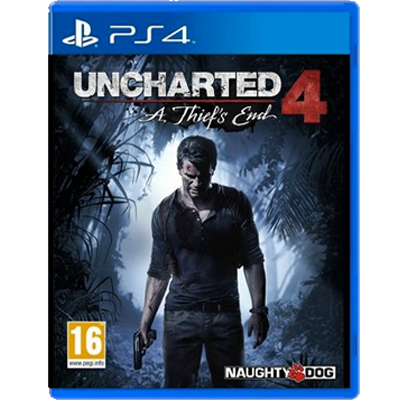 PS4
UNCHARTED 4
A Thief's End
16
www.pegi.info
NAUGHTY DOG